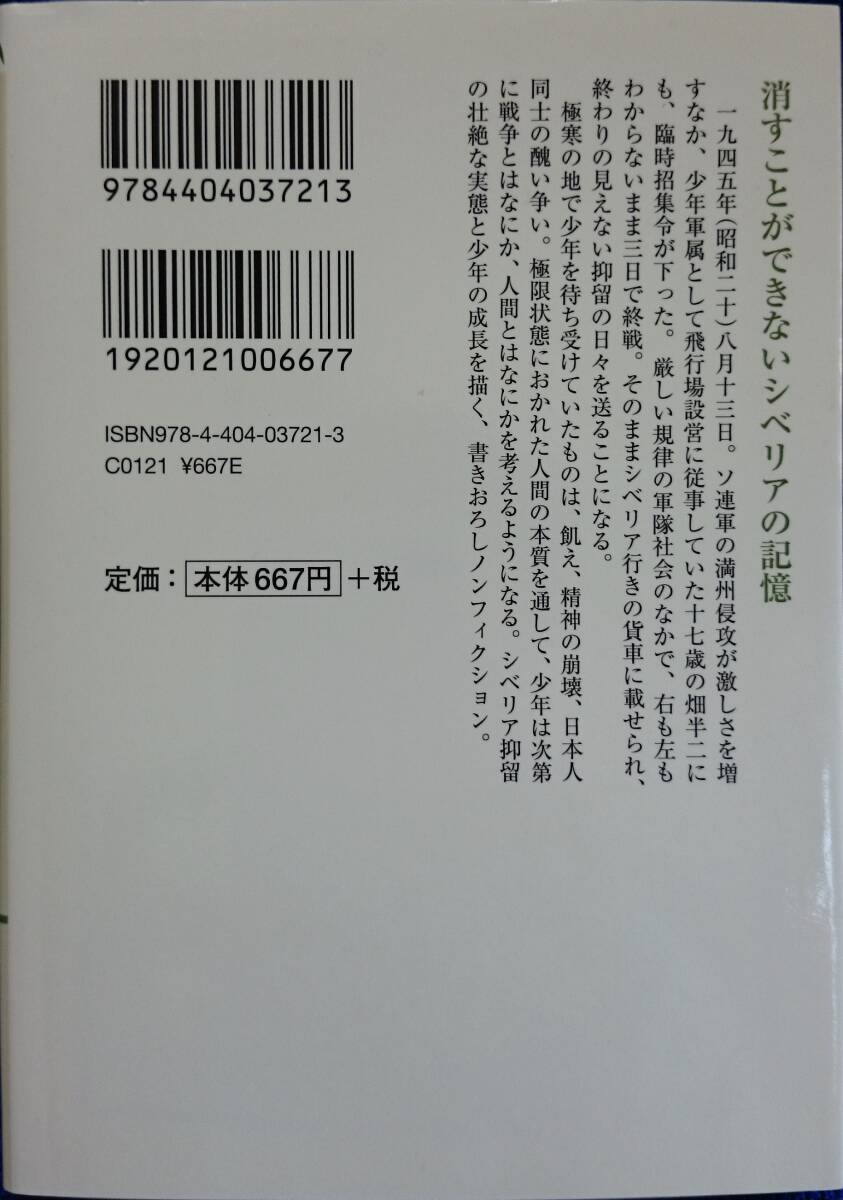 消すことができないシベリアの記憶
一九四五年(昭和二十)八月十三日。ソ連軍の満州侵攻が激しさを増
すなか、少年軍属として飛行場設営に従事していた十七歳の畑半二に
も、臨時招集令が下った。厳しい規律の軍隊社会のなかで、右も左も
わからないまま三日で終戦。そのままシベリア行きの貨車に載せられ、
終わりの見えない抑留の日々を送ることになる。
極寒の地で少年を待ち受けていたものは、飢え、精神の崩壊、日本人
同士の醜い争い。極限状態におかれた人間の本質を通して、少年は次第
に戦争とはなにか、人間とはなにかを考えるようになる。シベリア抑留
の壮絶な実態と少年の成長を描く、書きおろしノンフィクション。
9784404037213
1920121006677
ISBN978-4-404-03721-3
C0121 ¥667E
定価：本体667円+税